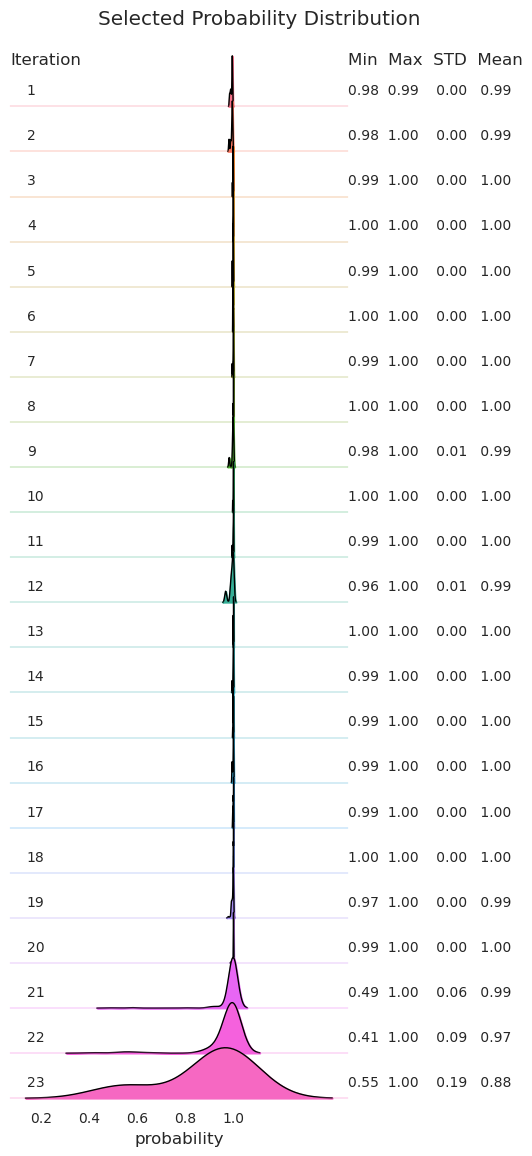 Selected Probability Distribution
Iteration Min Max STD Mean
1 0.98 0.99 0.00 0.99
2 0.98 1.00 0.00 0.99
3 0.99 1.00 0.00 1.00
4 1.00 1.00 0.00 1.00
5 0.99 1.00 0.00 1.00
6 1.00 1.00 0.00 1.00
7 0.99 1.00 0.00 1.00
8 1.00 1.00 0.00 1.00
9 0.98 1.00 0.01 0.99
10 1.00 1.00 0.00 1.00
11 0.99 1.00 0.00 1.00
12 0.96 1.00 0.01 0.99
13 1.00 1.00 0.00 1.00
14 0.99 1.00 0.00 1.00
15 0.99 1.00 0.00 1.00
16 0.99 1.00 0.00 1.00
17 0.99 1.00 0.00 1.00
18 1.00 1.00 0.00 1.00
19 0.97 1.00 0.00 0.99
20 0.99 1.00 0.00 1.00
21 0.49 1.00 0.06 0.99
22 0.41 1.00 0.09 0.97
23 0.55 1.00 0.19 0.88
0.2 0.4 0.6 0.8 1.0
probability